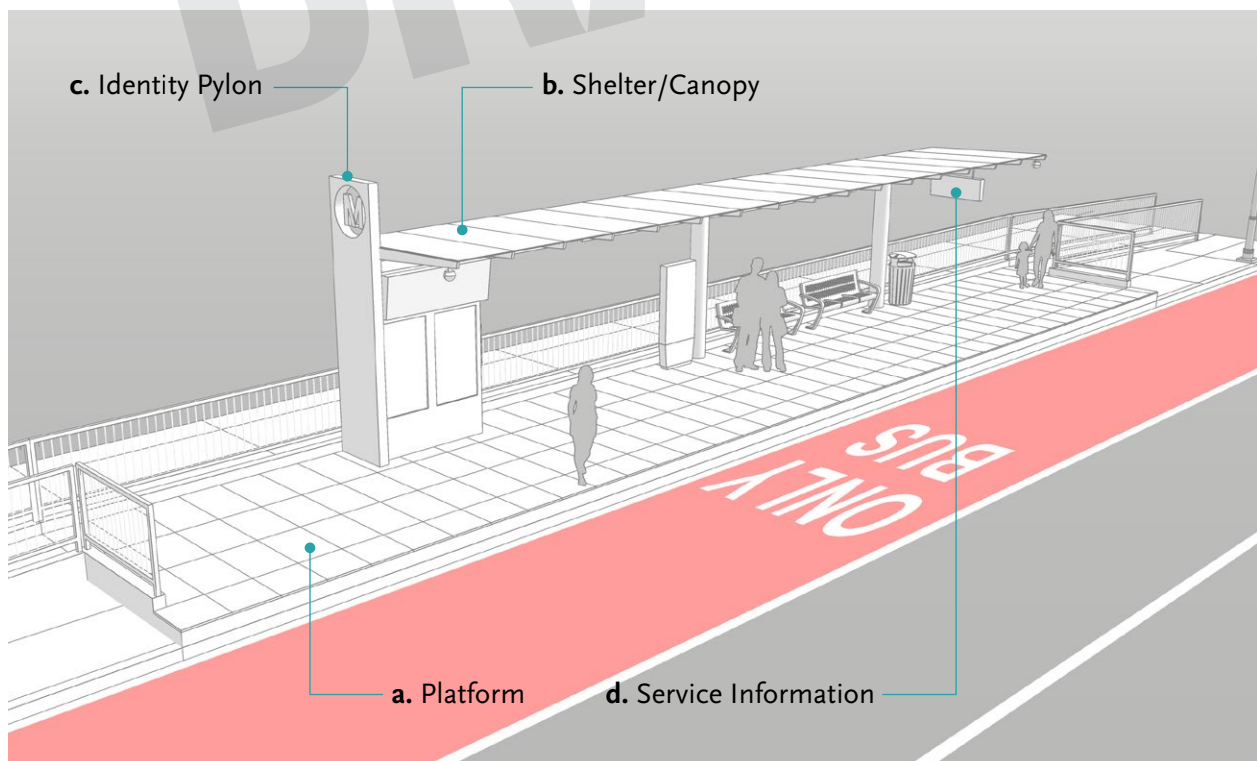 c. Identity Pylon
b. Shelter/Canopy
M
ONLY
BUS
a. Platform
d. Service Information